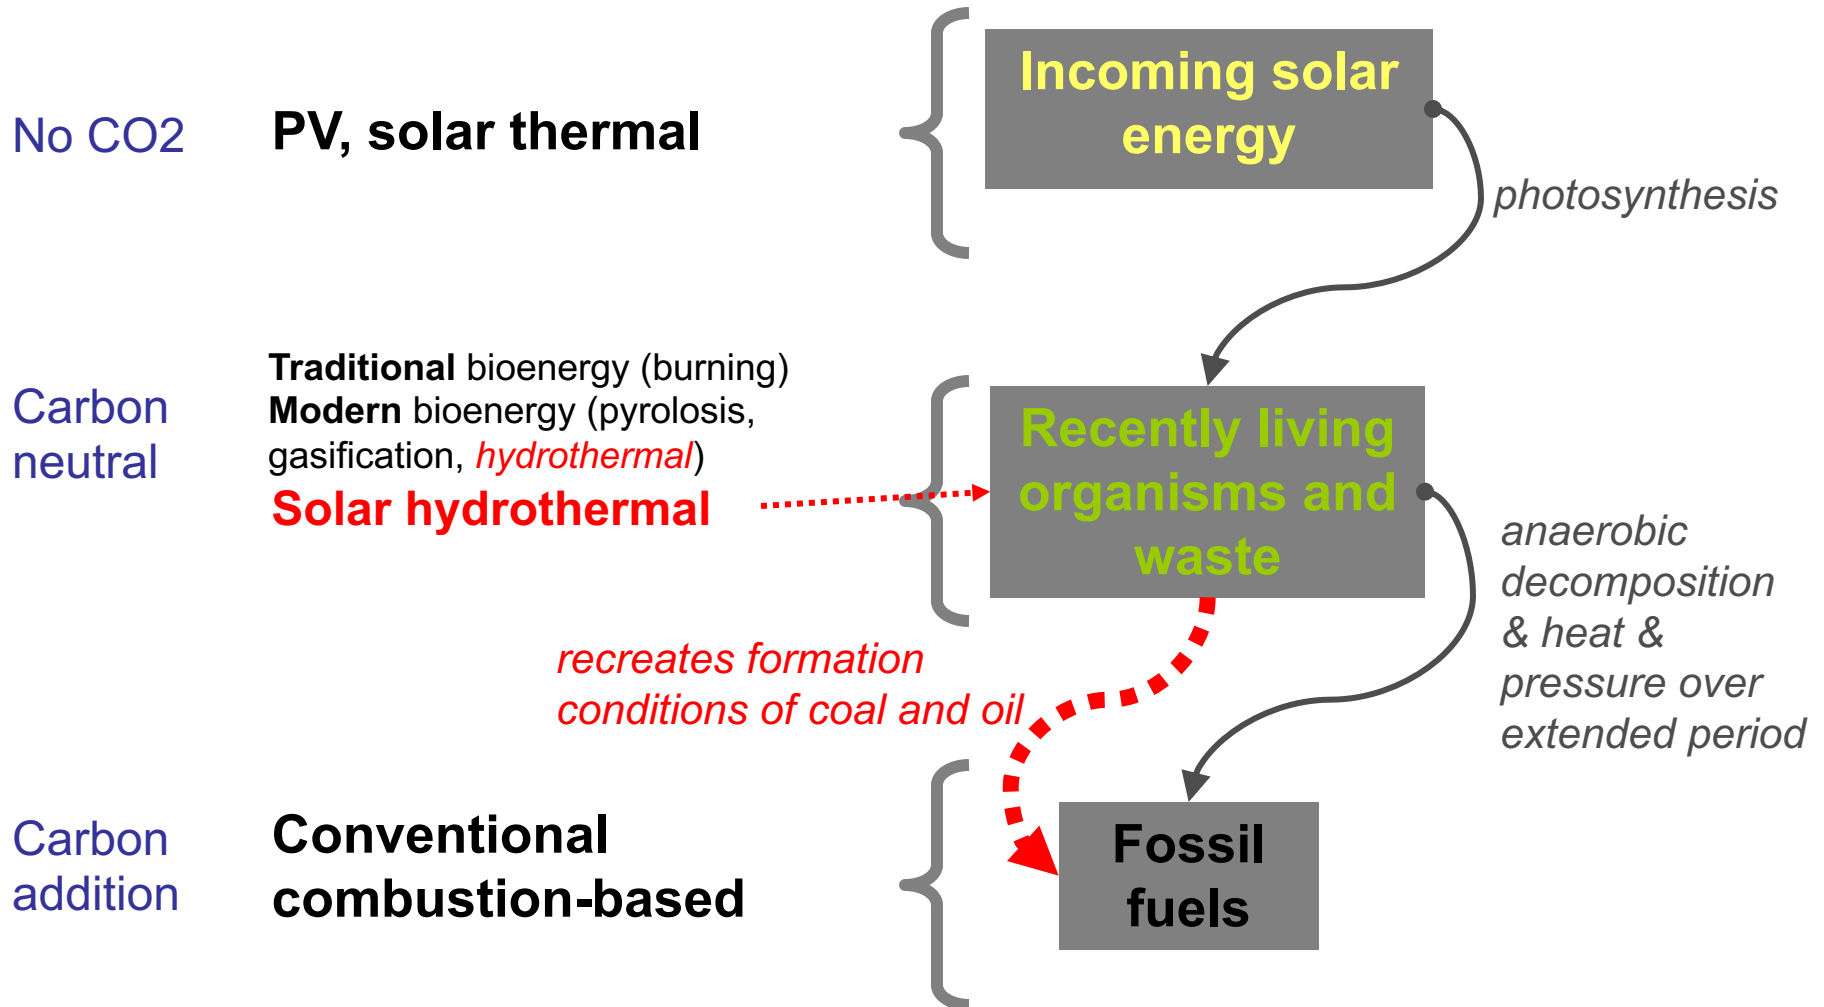 No CO2
PV, solar thermal
Incoming solar
energy
photosynthesis
Carbon
neutral
Traditional bioenergy (burning)
Modern bioenergy (pyrolosis,
gasification, hydrothermal)
Solar hydrothermal
Recently living
organisms and
waste
anaerobic
decomposition
& heat &
pressure over
extended period
recreates formation
conditions of coal and oil
Carbon
addition
Conventional
combustion-based
Fossil
fuels